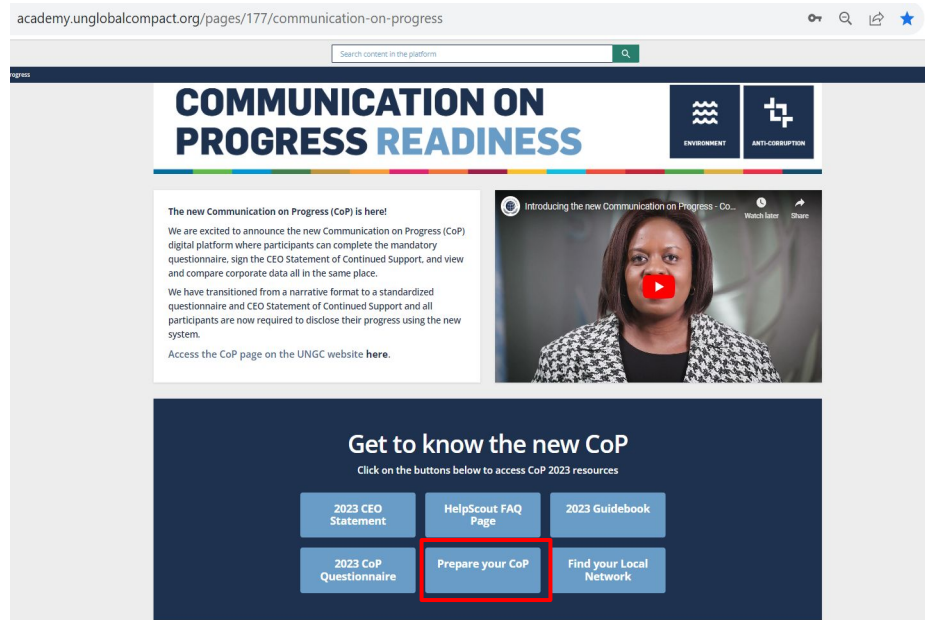 academy.unglobalcompact.org/pages/177/communication-on-progress
Search content in the platform
rogress
COMMUNICATION ON
PROGRESS READINESS
ENVIRONMENT
ANTI-CORRUPTION
The new Communication on Progress (CoP) is here!
We are excited to announce the new Communication on Progress (CoP)
digital platform where participants can complete the mandatory
questionnaire, sign the CEO Statement of Continued Support, and view
and compare corporate data all in the same place.
We have transitioned from a narrative format to a standardized
questionnaire and CEO Statement of Continued Support and all
participants are now required to disclose their progress using the new
system.
Access the CoP page on the UNGC website here.
Introducing the new Communication on Progress - Co...
Watch later
Share
Get to know the new CoP
Click on the buttons below to access CoP 2023 resources
2023 CEO
Statement
HelpScout FAQ
Page
2023 Guidebook
2023 CoP
Questionnaire
Prepare your CoP
Find your Local
Network